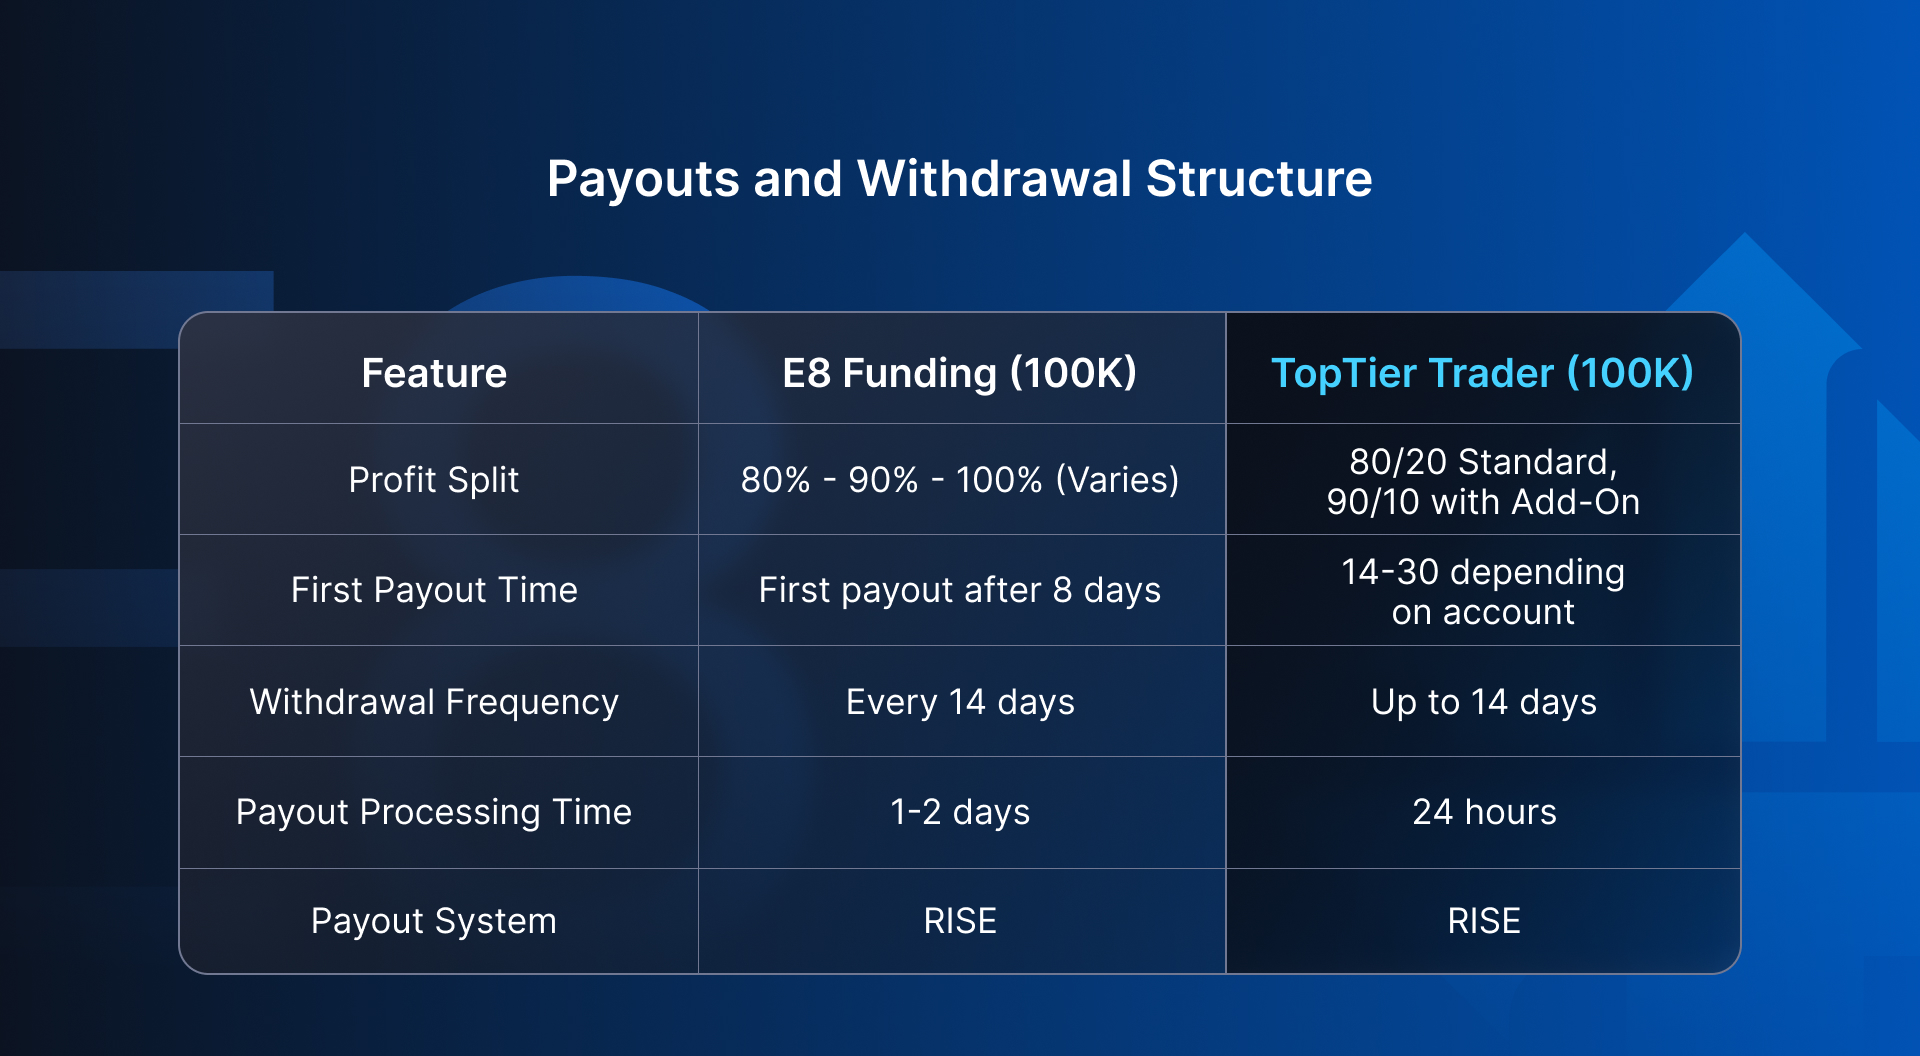 Payouts and Withdrawal Structure
Feature
E8 Funding (100K)
TopTier Trader (100K)
Profit Split
80% - 90% - 100% (Varies)
80/20 Standard,
90/10 with Add-On
First Payout Time
First payout after 8 days
14-30 depending
on account
Withdrawal Frequency
Every 14 days
Up to 14 days
Payout Processing Time
1-2 days
24 hours
Payout System
RISE
RISE